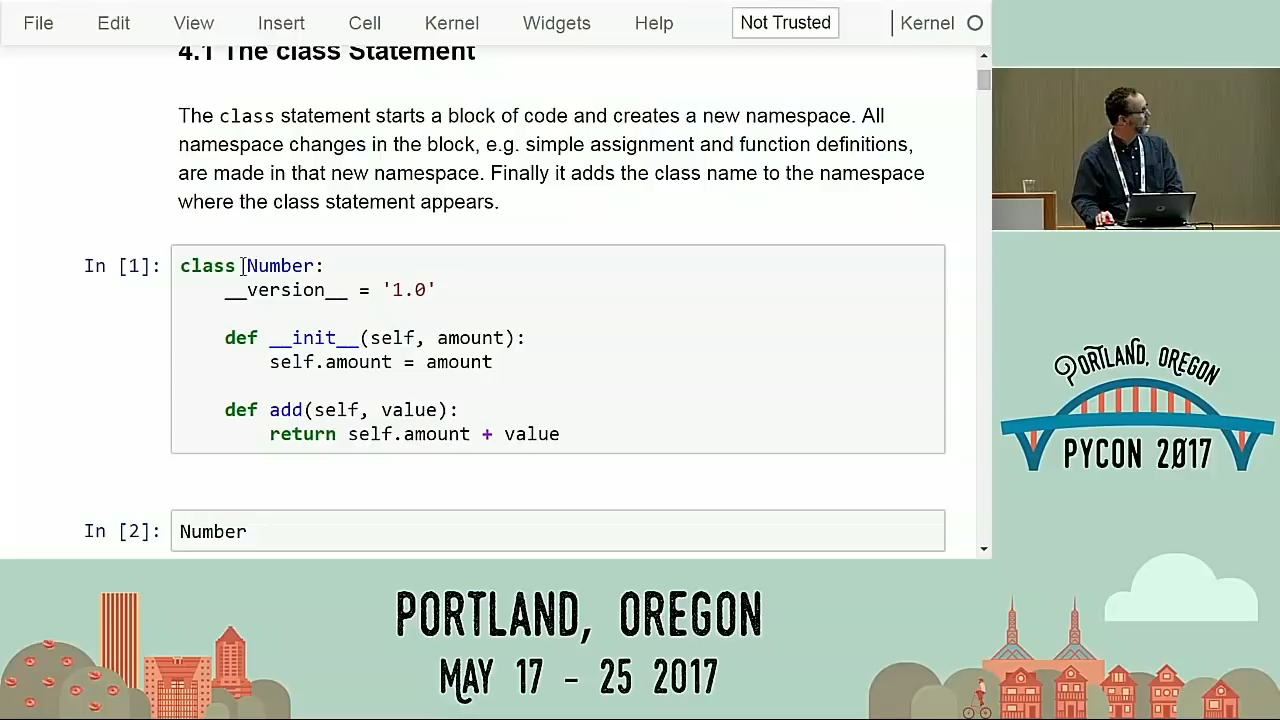 File Edit View Insert Cell Kernel Widgets Help Not Trusted Kernel
4.1 The class Statement
The class statement starts a block of code and creates a new namespace. All
namespace changes in the block, e.g. simple assignment and function definitions,
are made in that new namespace. Finally it adds the class name to the namespace
where the class statement appears.
In [1]: class Number:
__version__ = '1.0'
def __init__(self, amount):
self.amount = amount
def add(self, value):
return self.amount + value
In [2]: Number
PORTLAND, OREGON
PYCON 2017
PORTLAND, OREGON
MAY 17 - 25 2017